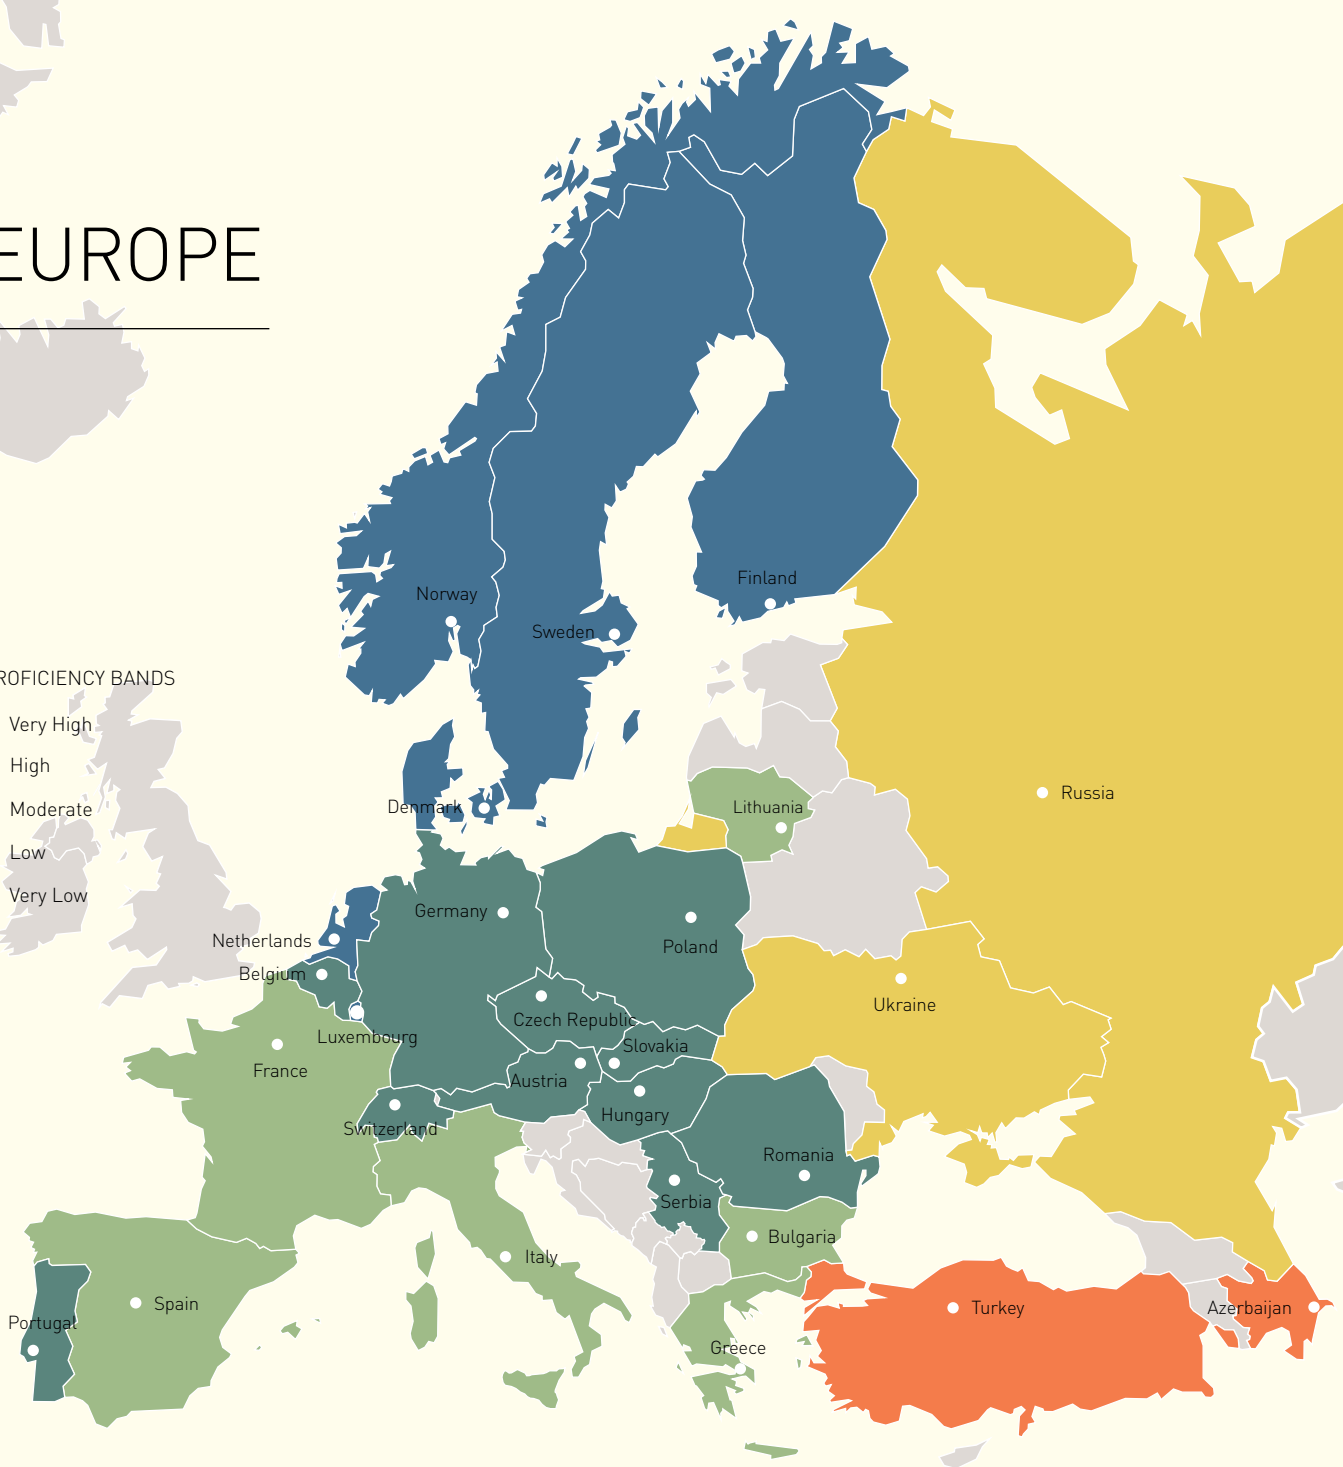 EUROPE
ROFICIENCY BANDS
Very High
High
Moderate
Low
Very Low
Norway
Sweden
Finland
Denmark
Lithuania
Russia
Germany
Poland
Netherlands
Belgium
Luxembourg
Czech Republic
Slovakia
Ukraine
France
Austria
Hungary
Switzerland
Romania
Serbia
Bulgaria
Italy
Spain
Portugal
Greece
Turkey
Azerbaijan